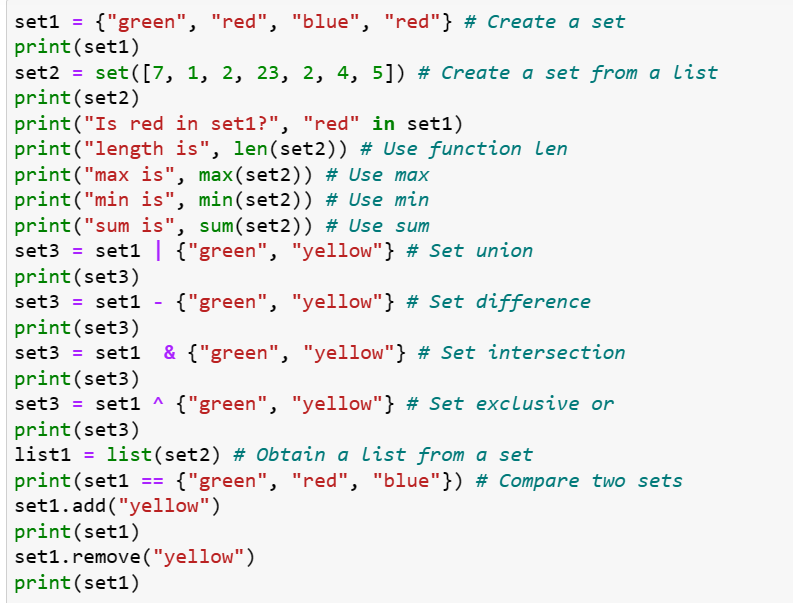 set1 = {"green", "red", "blue", "red"} # Create a set
print(set1)
set2 = set([7, 1, 2, 23, 2, 4, 5]) # Create a set from a list
print(set2)
print("Is red in set1?", "red" in set1)
print("length is", len(set2)) # Use function len
print("max is", max(set2)) # Use max
print("min is", min(set2)) # Use min
print("sum is", sum(set2)) # Use sum
set3 = set1 | {"green", "yellow"} # Set union
print(set3)
set3 = set1 - {"green", "yellow"} # Set difference
print(set3)
set3 = set1  & {"green", "yellow"} # Set intersection
print(set3)
set3 = set1 ^ {"green", "yellow"} # Set exclusive or
print(set3)
list1 = list(set2) # Obtain a list from a set
print(set1 == {"green", "red", "blue"}) # Compare two sets
set1.add("yellow")
print(set1)
set1.remove("yellow")
print(set1)